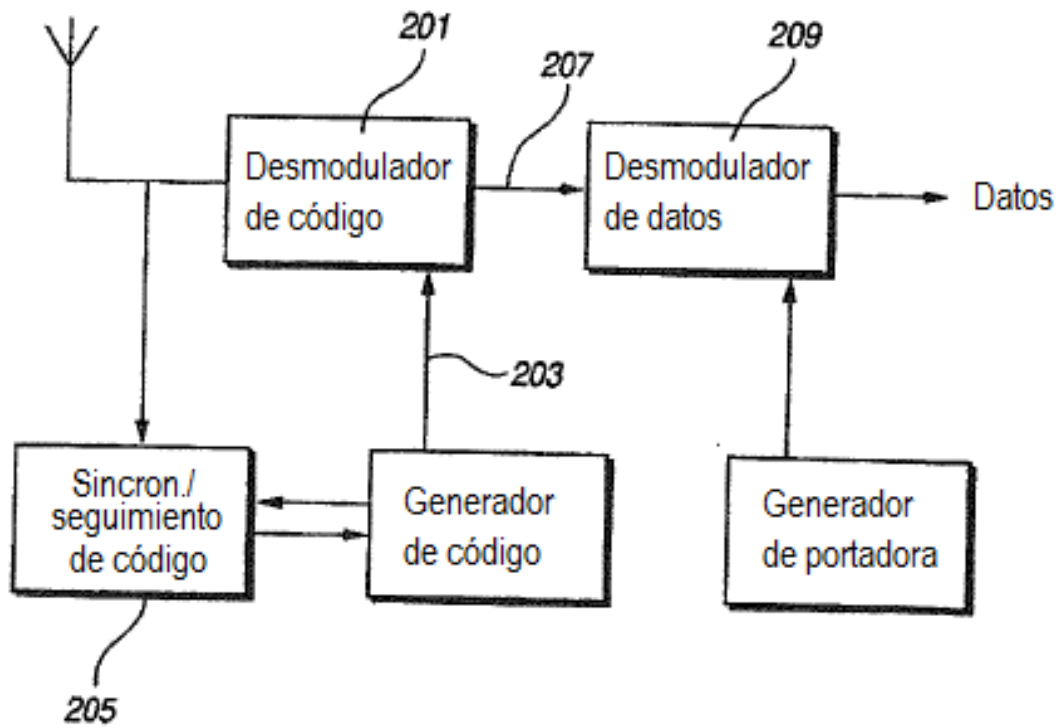 201
207
209
Desmodulador
de código
Desmodulador
de datos
Datos
203
Sincron./
seguimiento
de código
Generador
de código
Generador
de portadora
205